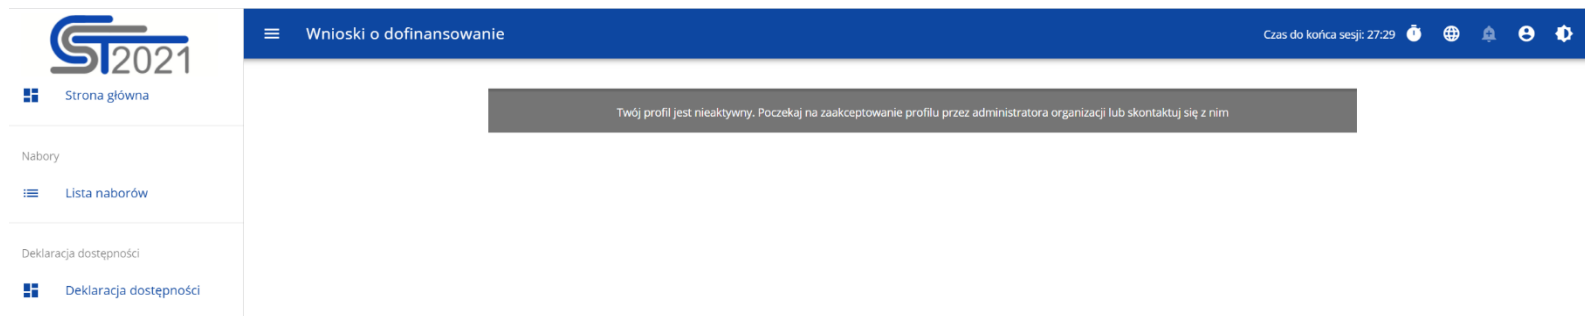 CST2021
Wnioski o dofinansowanie
Czas do końca sesji: 27:29
Strona główna
Twój profil jest nieaktywny. Poczekaj na zaakceptowanie profilu przez administratora organizacji lub skontaktuj się z nim
Nabory
Lista naborów
Deklaracja dostępności
Deklaracja dostępności